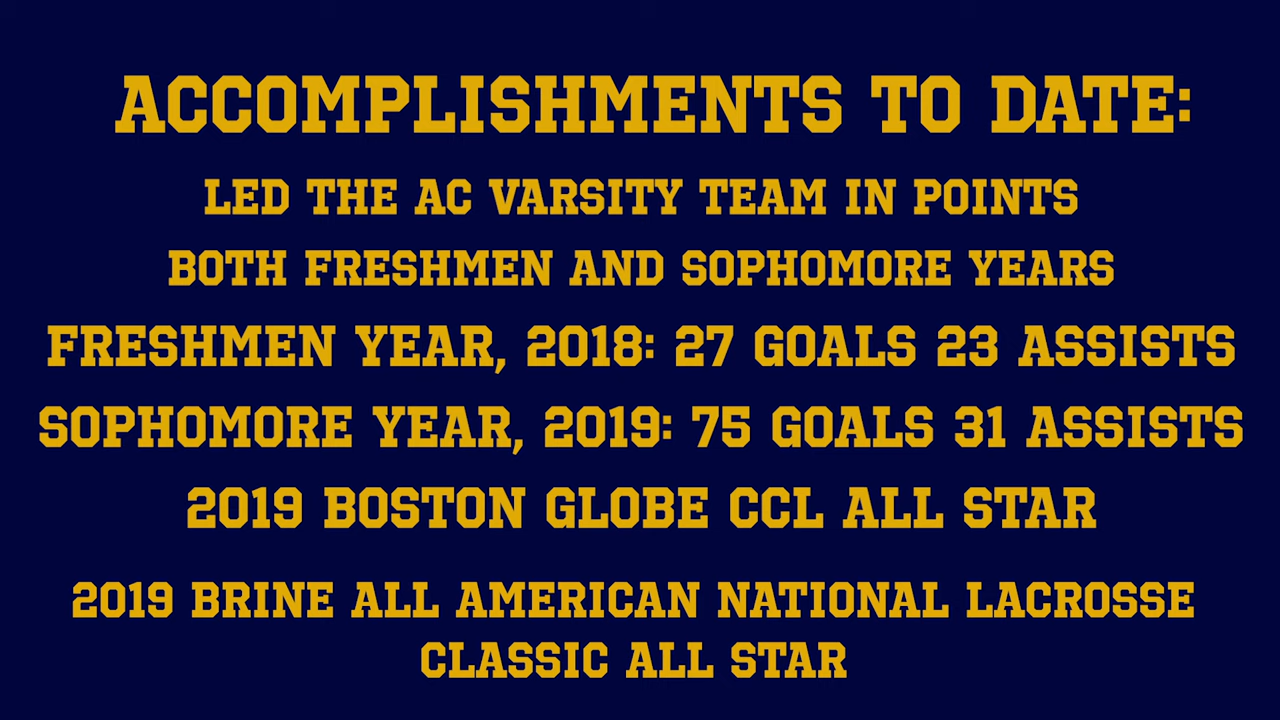 ACCOMPLISHMENTS TO DATE:
LED THE AC VARSITY TEAM IN POINTS
BOTH FRESHMEN AND SOPHOMORE YEARS
FRESHMEN YEAR, 2018: 27 GOALS 23 ASSISTS
SOPHOMORE YEAR, 2019: 75 GOALS 31 ASSISTS
2019 BOSTON GLOBE CCL ALL STAR
2019 BRINE ALL AMERICAN NATIONAL LACROSSE
CLASSIC ALL STAR